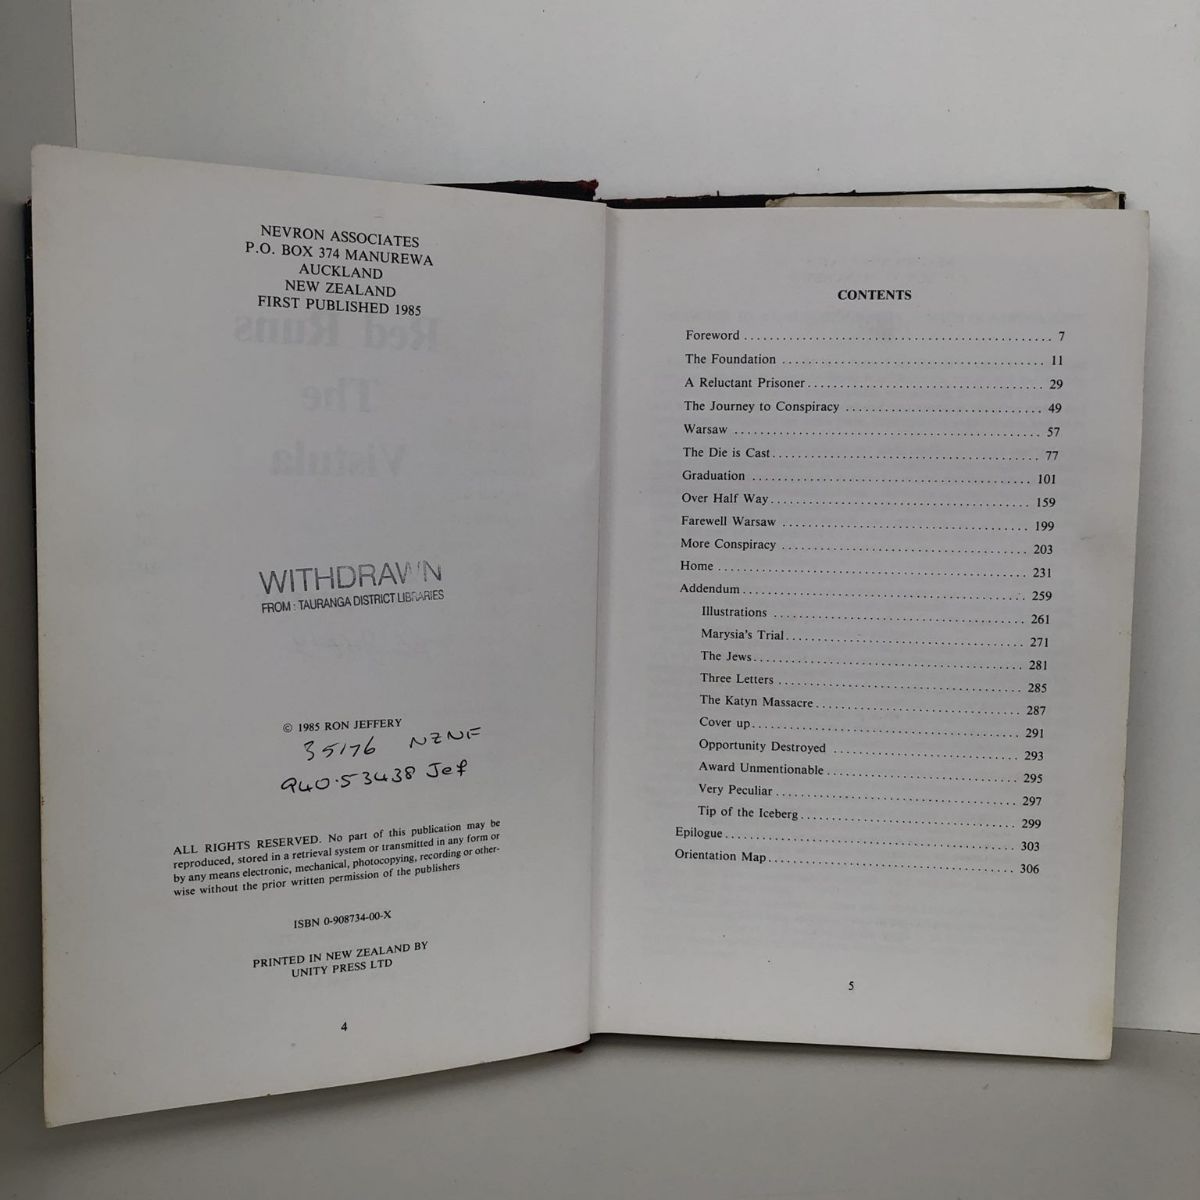 NEVRON ASSOCIATES
P.O. BOX 374 MANUREWA
AUCKLAND
NEW ZEALAND
FIRST PUBLISHED 1985
Red Runs
The
Vistula
WITHDRAWN
FROM : TAURANGA DISTRICT LIBRARIES
© 1985 RON JEFFERY
35176 NZNF
940.53438 Jef
ALL RIGHTS RESERVED. No part of this publication may be
reproduced, stored in a retrieval system or transmitted in any form or
by any means electronic, mechanical, photocopying, recording or other-
wise without the prior written permission of the publishers
ISBN 0-908734-00-X
PRINTED IN NEW ZEALAND BY
UNITY PRESS LTD
4
CONTENTS
Foreword 7
The Foundation 11
A Reluctant Prisoner 29
The Journey to Conspiracy 49
Warsaw 57
The Die is Cast 77
Graduation 101
Over Half Way 159
Farewell Warsaw 199
More Conspiracy 203
Home 231
Addendum 259
Illustrations 261
Marysia's Trial 271
The Jews 281
Three Letters 285
The Katyn Massacre 287
Cover up 291
Opportunity Destroyed 293
Award Unmentionable 295
Very Peculiar 297
Tip of the Iceberg 299
Epilogue 303
Orientation Map 306
5